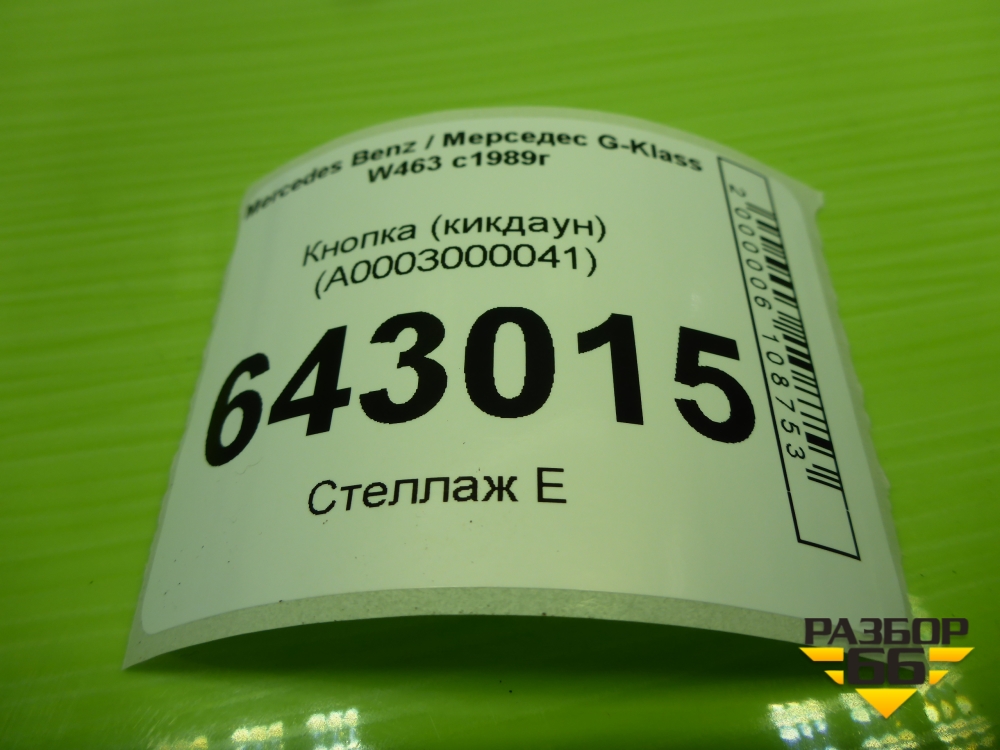 Mercedes Benz / Мерседес G-Klass
W463 с1989г
Кнопка (кикдаун)
(A0003000041)
643015
Стеллаж Е
2000006108753
РАЗБОР
66